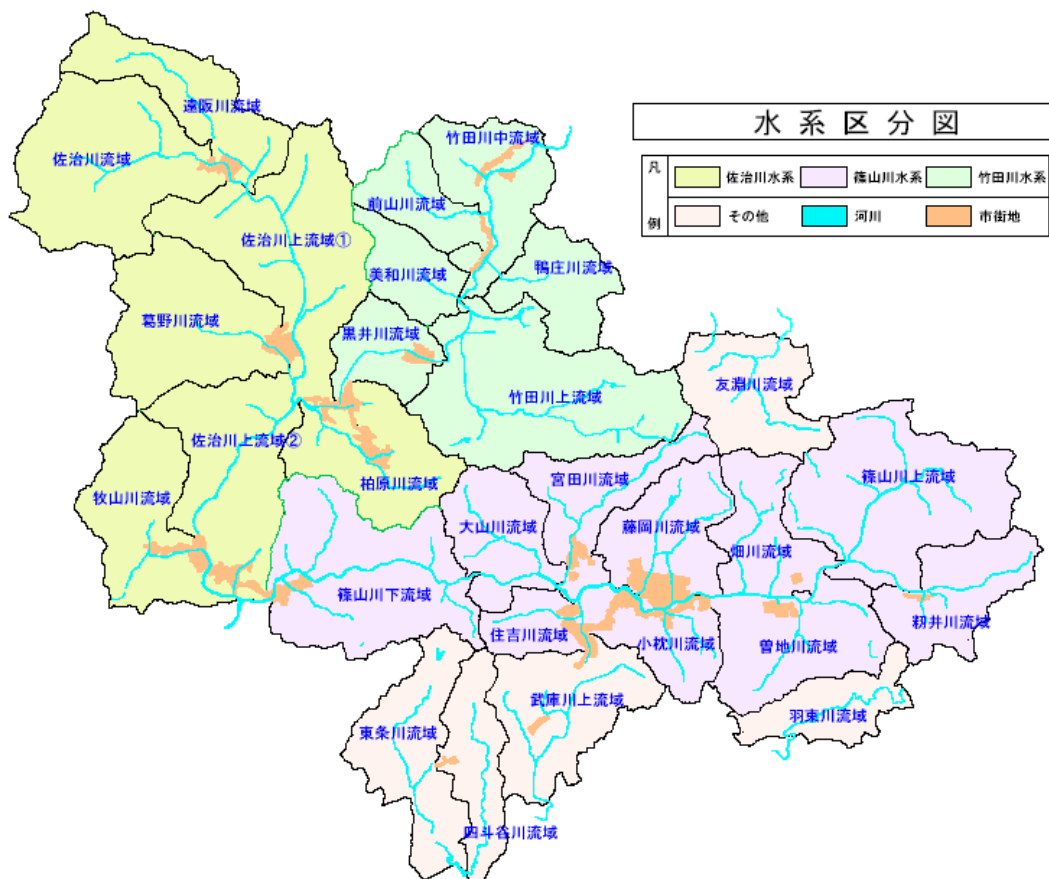 水系区分図
凡例
佐治川水系
篠山川水系
竹田川水系
その他
河川
市街地
遠阪川流域
佐治川流域
竹田川中流域
前山川流域
佐治川上流域①
美和川流域
鴨庄川流域
葛野川流域
黒井川流域
友淵川流域
竹田川上流域
佐治川上流域②
柏原川流域
宮田川流域
篠山川上流域
牧山川流域
大山川流域
藤岡川流域
畑川流域
篠山川下流域
住吉川流域
小枕川流域
曽地川流域
籾井川流域
武庫川上流域
羽束川流域
東条川流域
四斗谷川流域